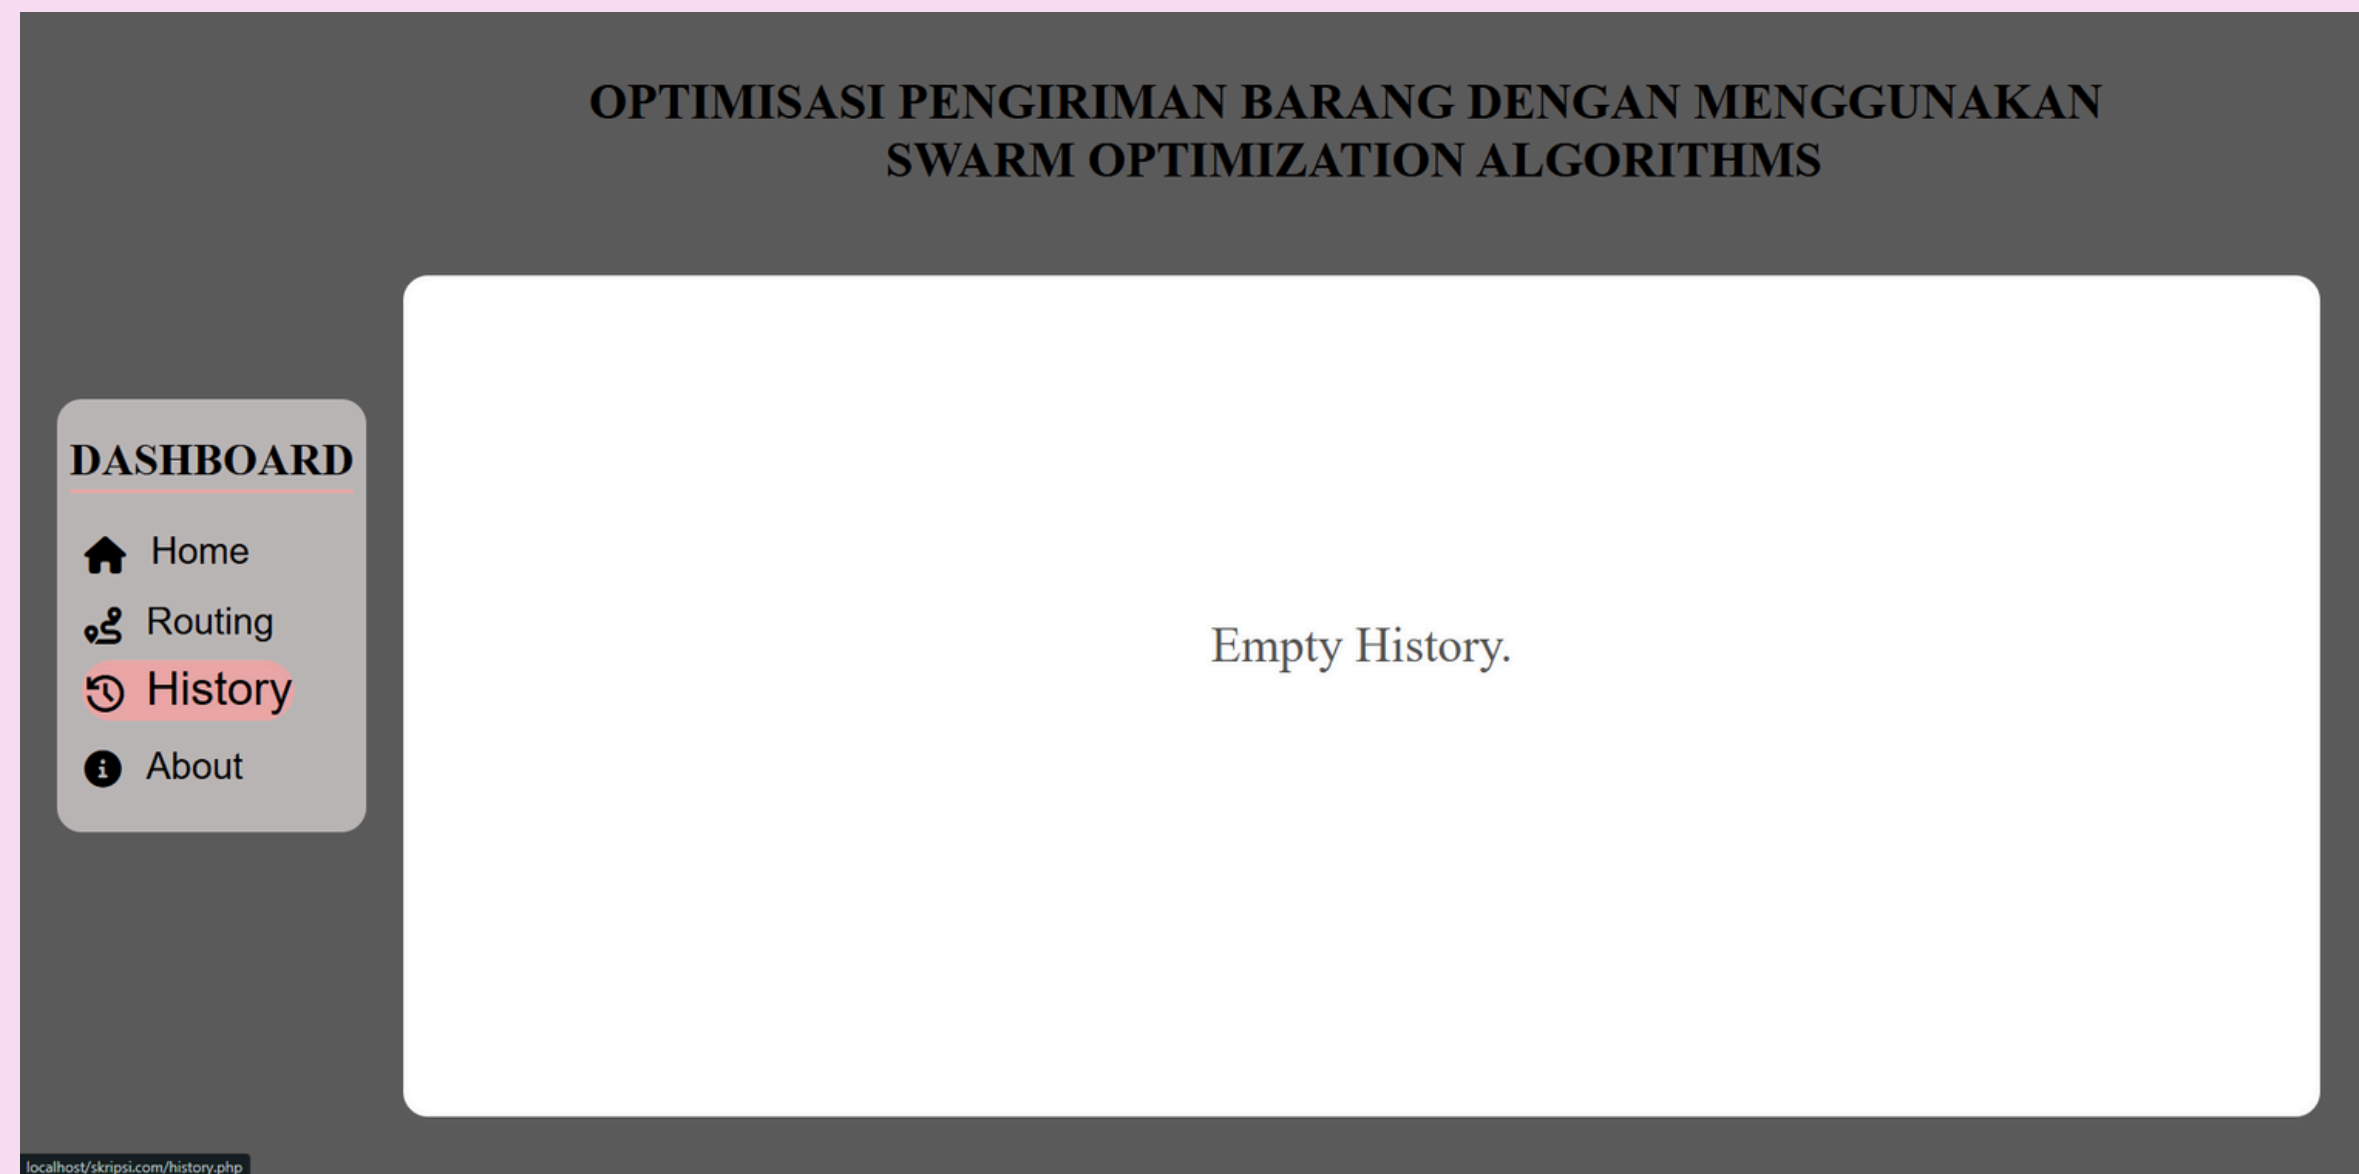 OPTIMISASI PENGIRIMAN BARANG DENGAN MENGGUNAKAN
SWARM OPTIMIZATION ALGORITHMS
DASHBOARD
Home
Routing
History
About
Empty History.
localhost/skripsi.com/history.php